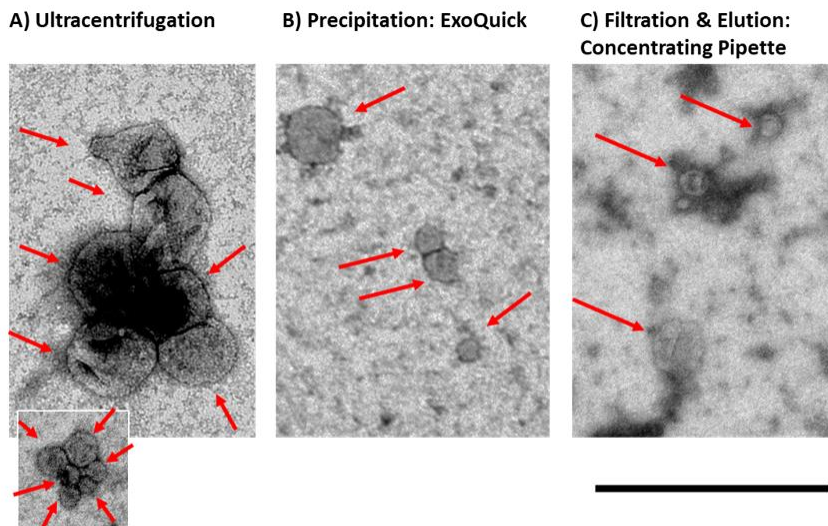 A) Ultracentrifugation
B) Precipitation: ExoQuick
C) Filtration & Elution:
Concentrating Pipette